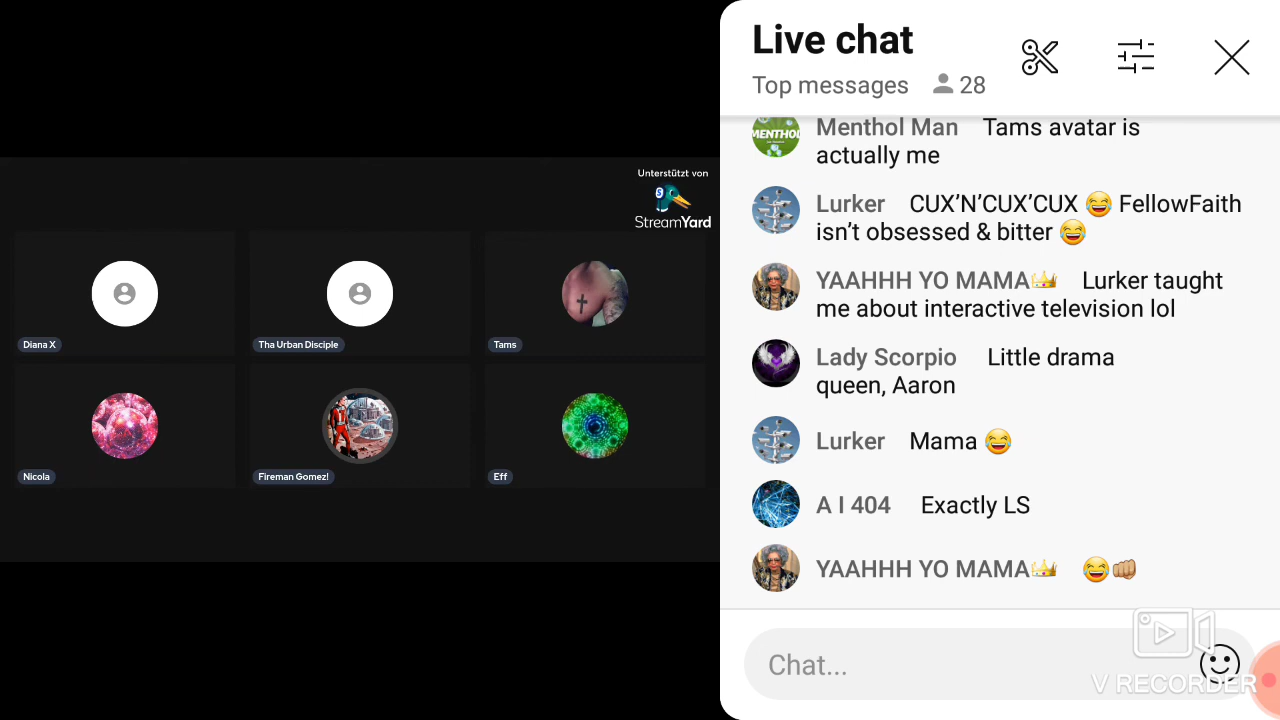 Unterstützt von
StreamYard
Diana X
Tha Urban Disciple
Tams
Nicola
Fireman Gomez!
Eff
Live chat
Top messages 28
MENTHOL
Menthol Man Tams avatar is
actually me
Lurker CUX’N’CUX’CUX 😂 FellowFaith
isn’t obsessed & bitter 😂
YAAHHH YO MAMA👑 Lurker taught
me about interactive television lol
Lady Scorpio Little drama
queen, Aaron
Lurker Mama 😂
A I 404 Exactly LS
YAAHHH YO MAMA👑 😂👊🏼
Chat...
V RECORDER